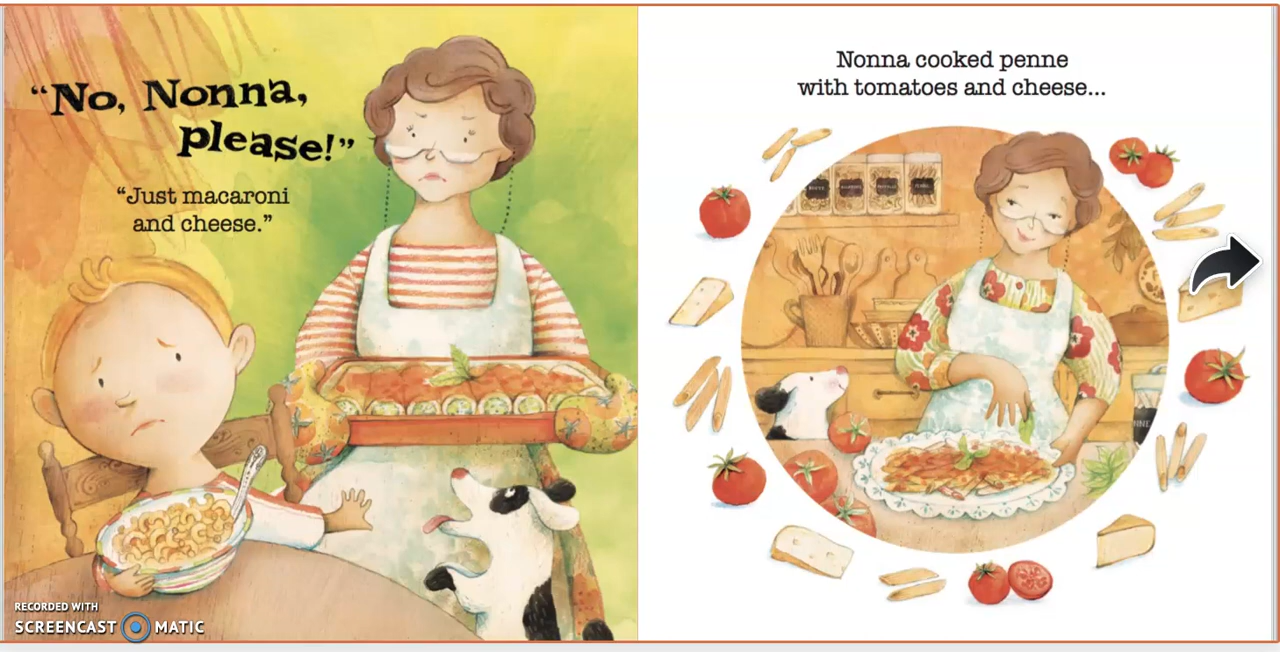 “No, Nonna,
please!”
“Just macaroni
and cheese.”
RECORDED WITH
SCREENCAST MATIC
Nonna cooked penne
with tomatoes and cheese...